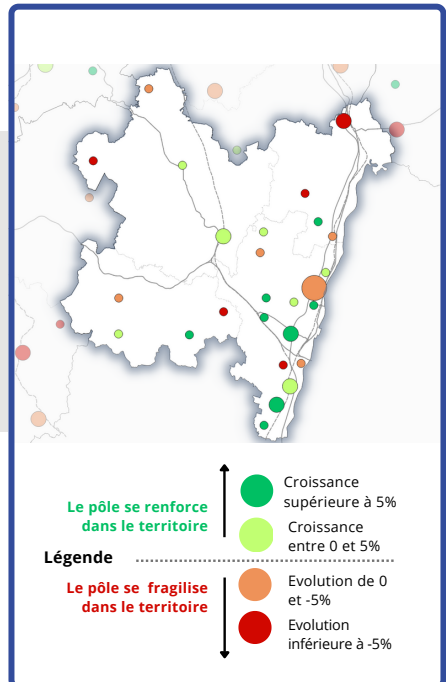 Le pôle se renforce
dans le territoire
Croissance
supérieure à 5%
Croissance
entre 0 et 5%
Légende
Le pôle se fragilise
dans le territoire
Evolution de 0
et -5%
Evolution
inférieure à -5%